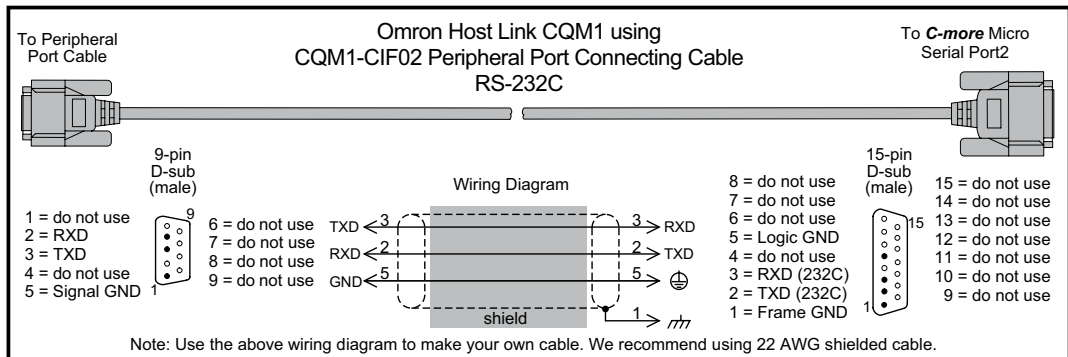 To Peripheral
Port Cable
Omron Host Link CQM1 using
CQM1-CIF02 Peripheral Port Connecting Cable
RS-232C
To C-more Micro
Serial Port2
9-pin
D-sub
(male)
1 = do not use
2 = RXD
3 = TXD
4 = do not use
5 = Signal GND
9
1
6 = do not use
7 = do not use
8 = do not use
9 = do not use
Wiring Diagram
TXD 3 3 RXD
RXD 2 2 TXD
GND 5 5
shield 1
8 = do not use
7 = do not use
6 = do not use
5 = Logic GND
4 = do not use
3 = RXD (232C)
2 = TXD (232C)
1 = Frame GND
15-pin
D-sub
(male)
15
1
15 = do not use
14 = do not use
13 = do not use
12 = do not use
11 = do not use
10 = do not use
9 = do not use
Note: Use the above wiring diagram to make your own cable. We recommend using 22 AWG shielded cable.